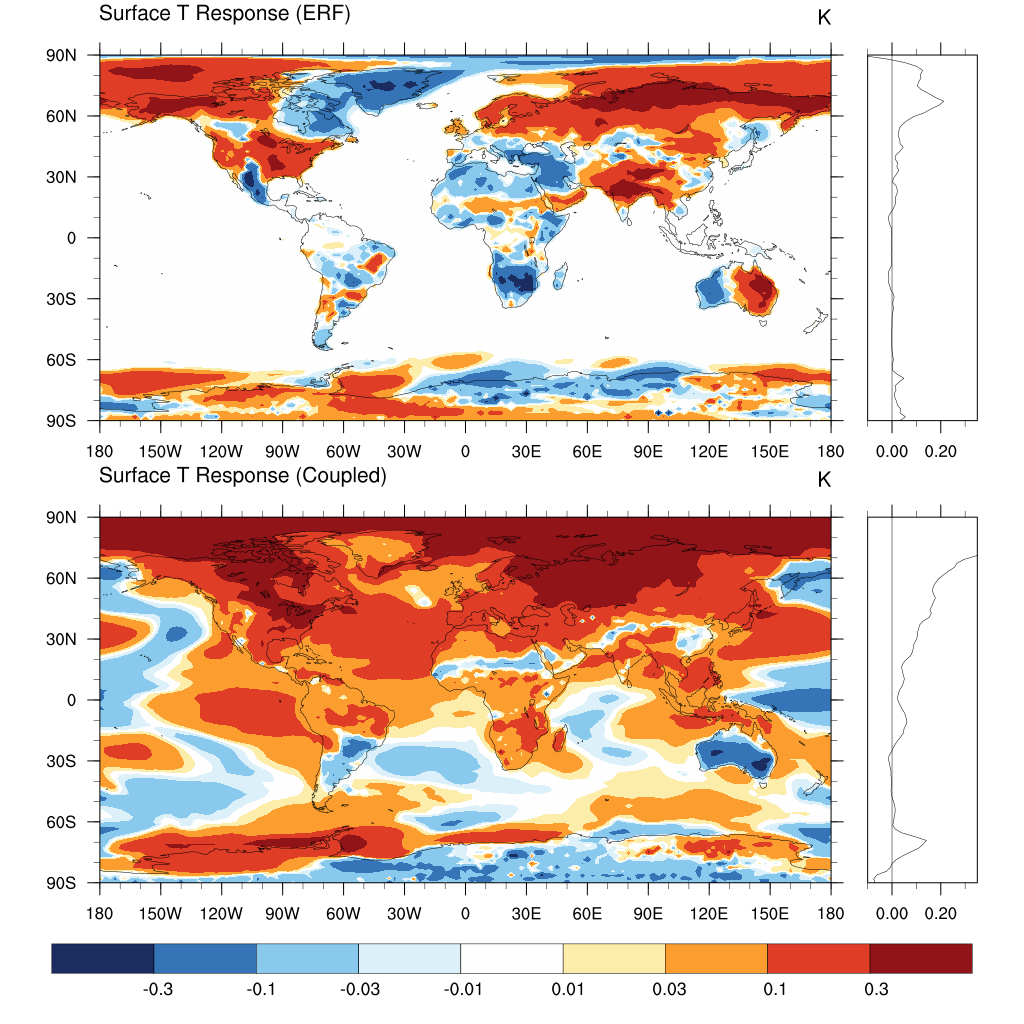 Surface T Response (ERF)
K
90N
60N
30N
0
30S
60S
90S
180 150W 120W 90W 60W 30W 0 30E 60E 90E 120E 150E 180
0.00 0.20
Surface T Response (Coupled)
K
90N
60N
30N
0
30S
60S
90S
180 150W 120W 90W 60W 30W 0 30E 60E 90E 120E 150E 180
0.00 0.20
-0.3 -0.1 -0.03 -0.01 0.01 0.03 0.1 0.3